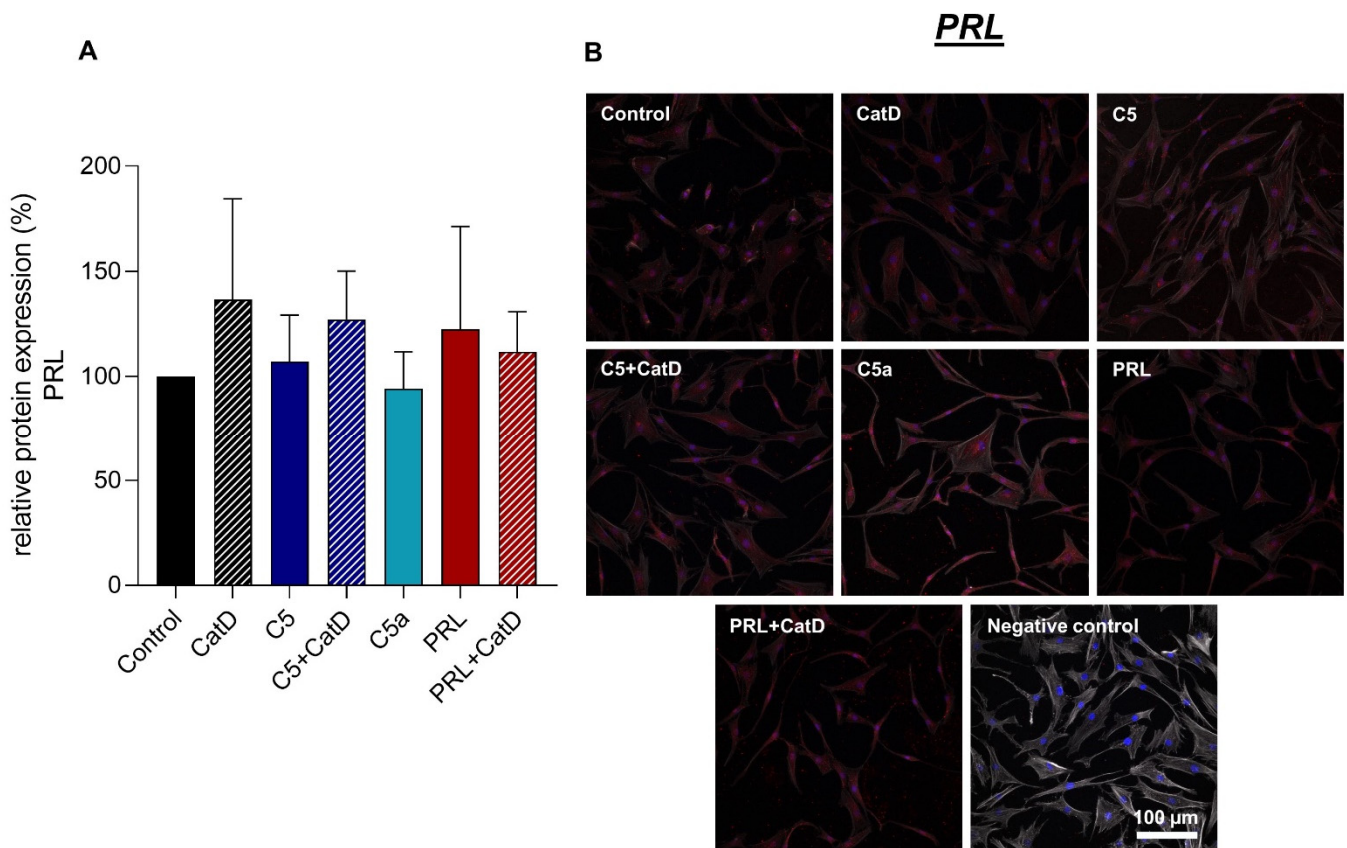 A
relative protein expression (%)
PRL
200
150
100
50
0
Control
CatD
C5
C5+CatD
C5a
PRL
PRL+CatD
B
PRL
Control
CatD
C5
C5+CatD
C5a
PRL
PRL+CatD
Negative control
100 µm